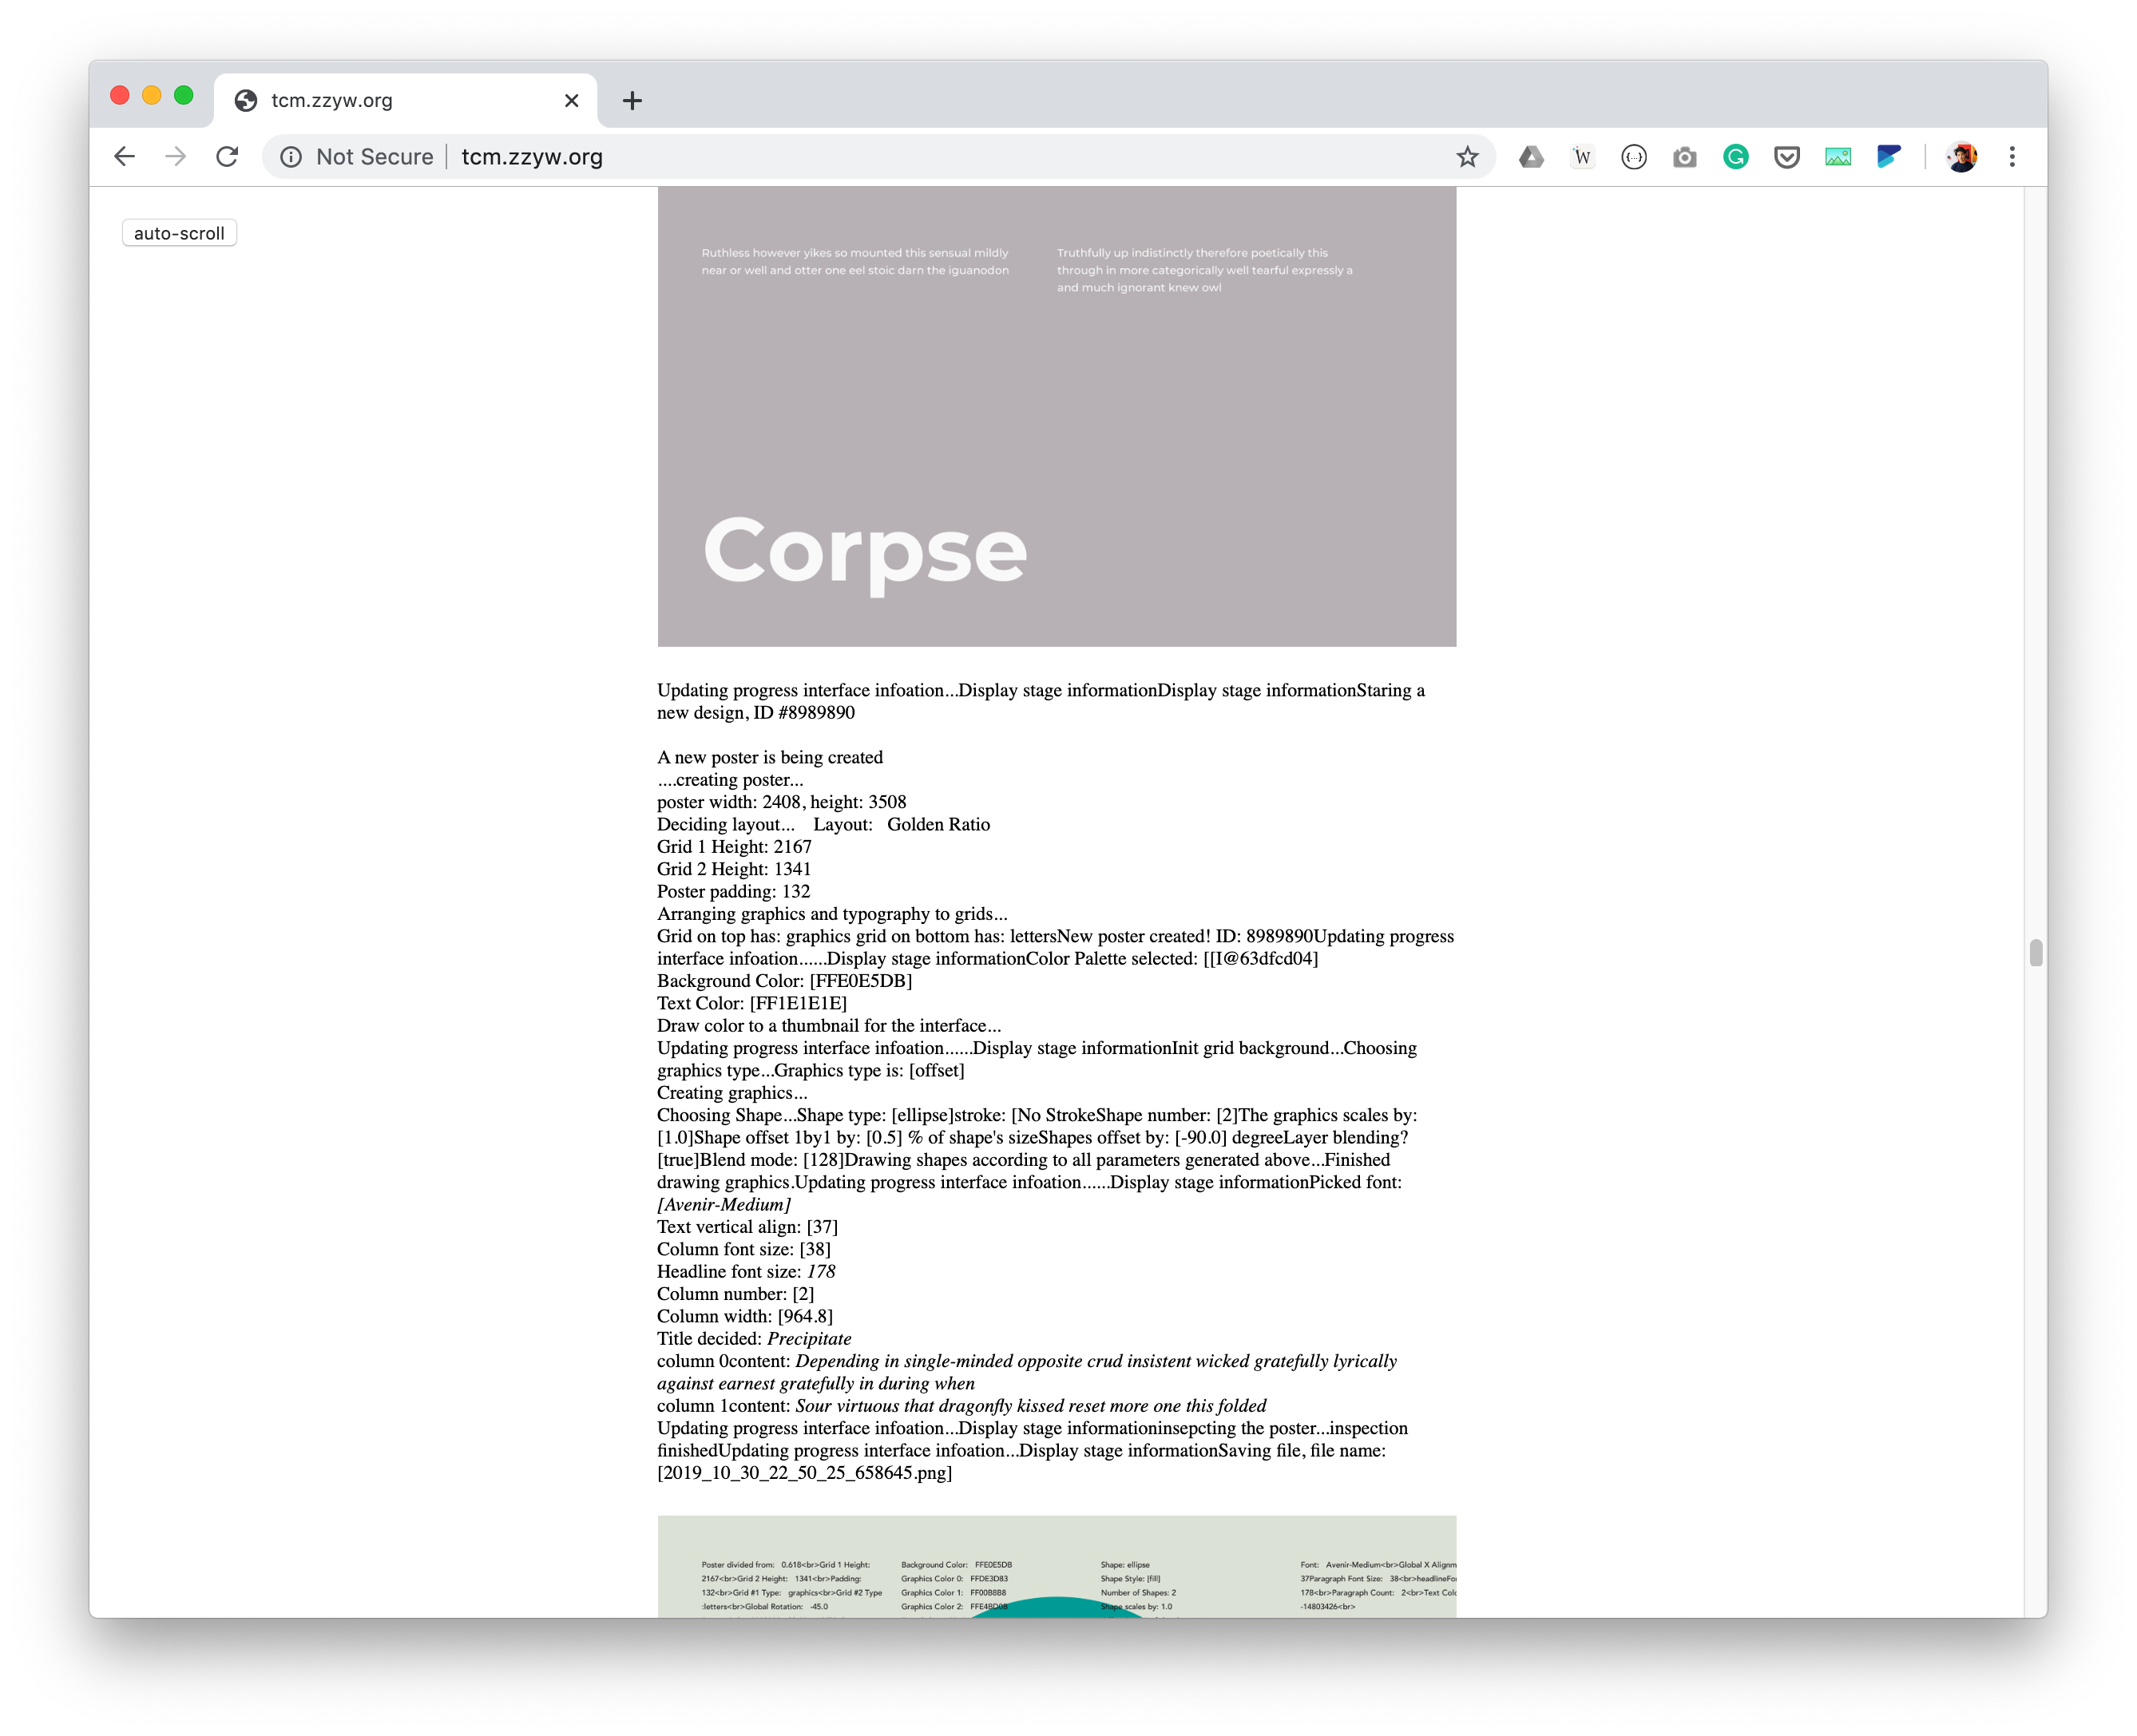 tcm.zzyw.org
Not Secure tcm.zzyw.org
auto-scroll
Ruthless however yikes so mounted this sensual mildly
near or well and otter one eel stoic darn the iguanodon
Truthfully up indistinctly therefore poetically this
through in more categorically well tearful expressly a
and much ignorant knew owl
Corpse
Updating progress interface infoation...Display stage informationDisplay stage informationStaring a
new design, ID #8989890
A new poster is being created
....creating poster...
poster width: 2408, height: 3508
Deciding layout... Layout: Golden Ratio
Grid 1 Height: 2167
Grid 2 Height: 1341
Poster padding: 132
Arranging graphics and typography to grids...
Grid on top has: graphics grid on bottom has: lettersNew poster created! ID: 8989890Updating progress
interface infoation......Display stage informationColor Palette selected: [[I@63dfcd04]
Background Color: [FFE0E5DB]
Text Color: [FF1E1E1E]
Draw color to a thumbnail for the interface...
Updating progress interface infoation......Display stage informationInit grid background...Choosing
graphics type...Graphics type is: [offset]
Creating graphics...
Choosing Shape...Shape type: [ellipse]stroke: [No StrokeShape number: [2]The graphics scales by:
[1.0]Shape offset 1by1 by: [0.5] % of shape's sizeShapes offset by: [-90.0] degreeLayer blending?
[true]Blend mode: [128]Drawing shapes according to all parameters generated above...Finished
drawing graphics.Updating progress interface infoation......Display stage informationPicked font:
[Avenir-Medium]
Text vertical align: [37]
Column font size: [38]
Headline font size: 178
Column number: [2]
Column width: [964.8]
Title decided: Precipitate
column 0content: Depending in single-minded opposite crud insistent wicked gratefully lyrically
against earnest gratefully in during when
column 1content: Sour virtuous that dragonfly kissed reset more one this folded
Updating progress interface infoation...Display stage informationinsepcting the poster...inspection
finishedUpdating progress interface infoation...Display stage informationSaving file, file name:
[2019_10_30_22_50_25_658645.png]
Poster divided from: 0.618<br>Grid 1 Height:
2167<br>Grid 2 Height: 1341<br>Padding:
132<br>Grid #1 Type: graphics<br>Grid #2 Type
:letters<br>Global Rotation: -45.0
Background Color: FFE0E5DB
Graphics Color 0: FFDE3D83
Graphics Color 1: FF00B8B8
Graphics Color 2: FFE4BD0B
Shape: ellipse
Shape Style: [fill]
Number of Shapes: 2
Shape scales by: 1.0
Font: Avenir-Medium<br>Global X Alignm
37Paragraph Font Size: 38<br>headlineFo
178<br>Paragraph Count: 2<br>Text Colo
-14803426<br>